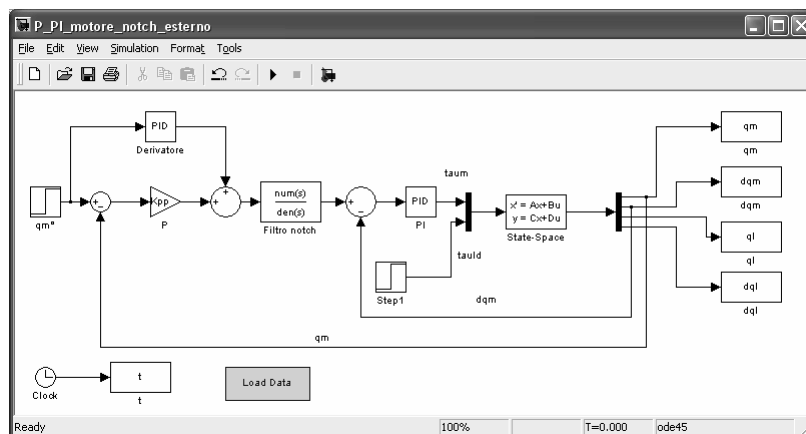 P_PI_motore_notch_esterno
File Edit View Simulation Format Tools
PID
Derivatore
qm*
Kpp
P
num(s)
den(s)
Filtro notch
PID
PI
taum
tauld
Step1
x' = Ax+Bu
y = Cx+Du
State-Space
qm
qm
dqm
dqm
ql
ql
dql
dql
dqm
qm
Clock
t
t
Load Data
Ready 100% T=0.000 ode45